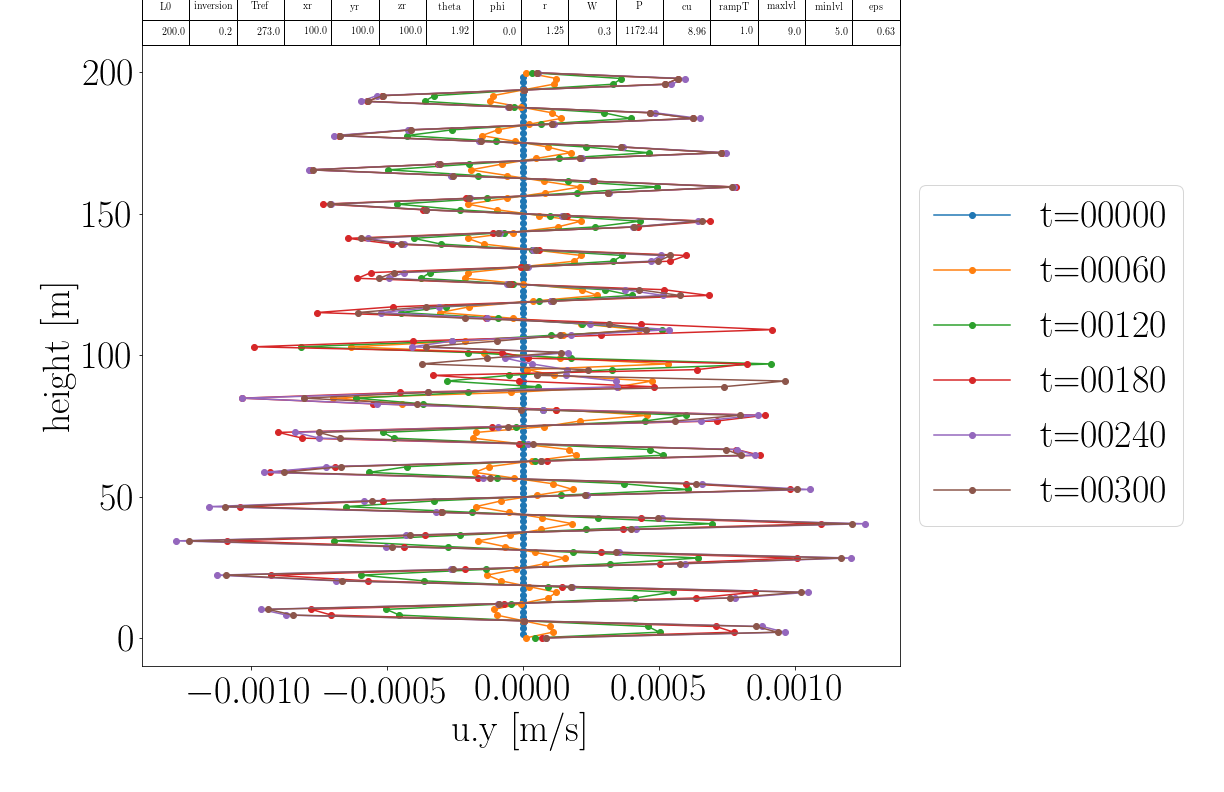 L0 inversion Tref xr yr zr theta phi r W P cu rampT maxlvl minlvl eps
200.0 0.2 273.0 100.0 100.0 100.0 1.92 0.0 1.25 0.3 1172.44 8.96 1.0 9.0 5.0 0.63
200
150
100
50
0
height [m]
−0.0010 −0.0005 0.0000 0.0005 0.0010
u.y [m/s]
t=00000
t=00060
t=00120
t=00180
t=00240
t=00300